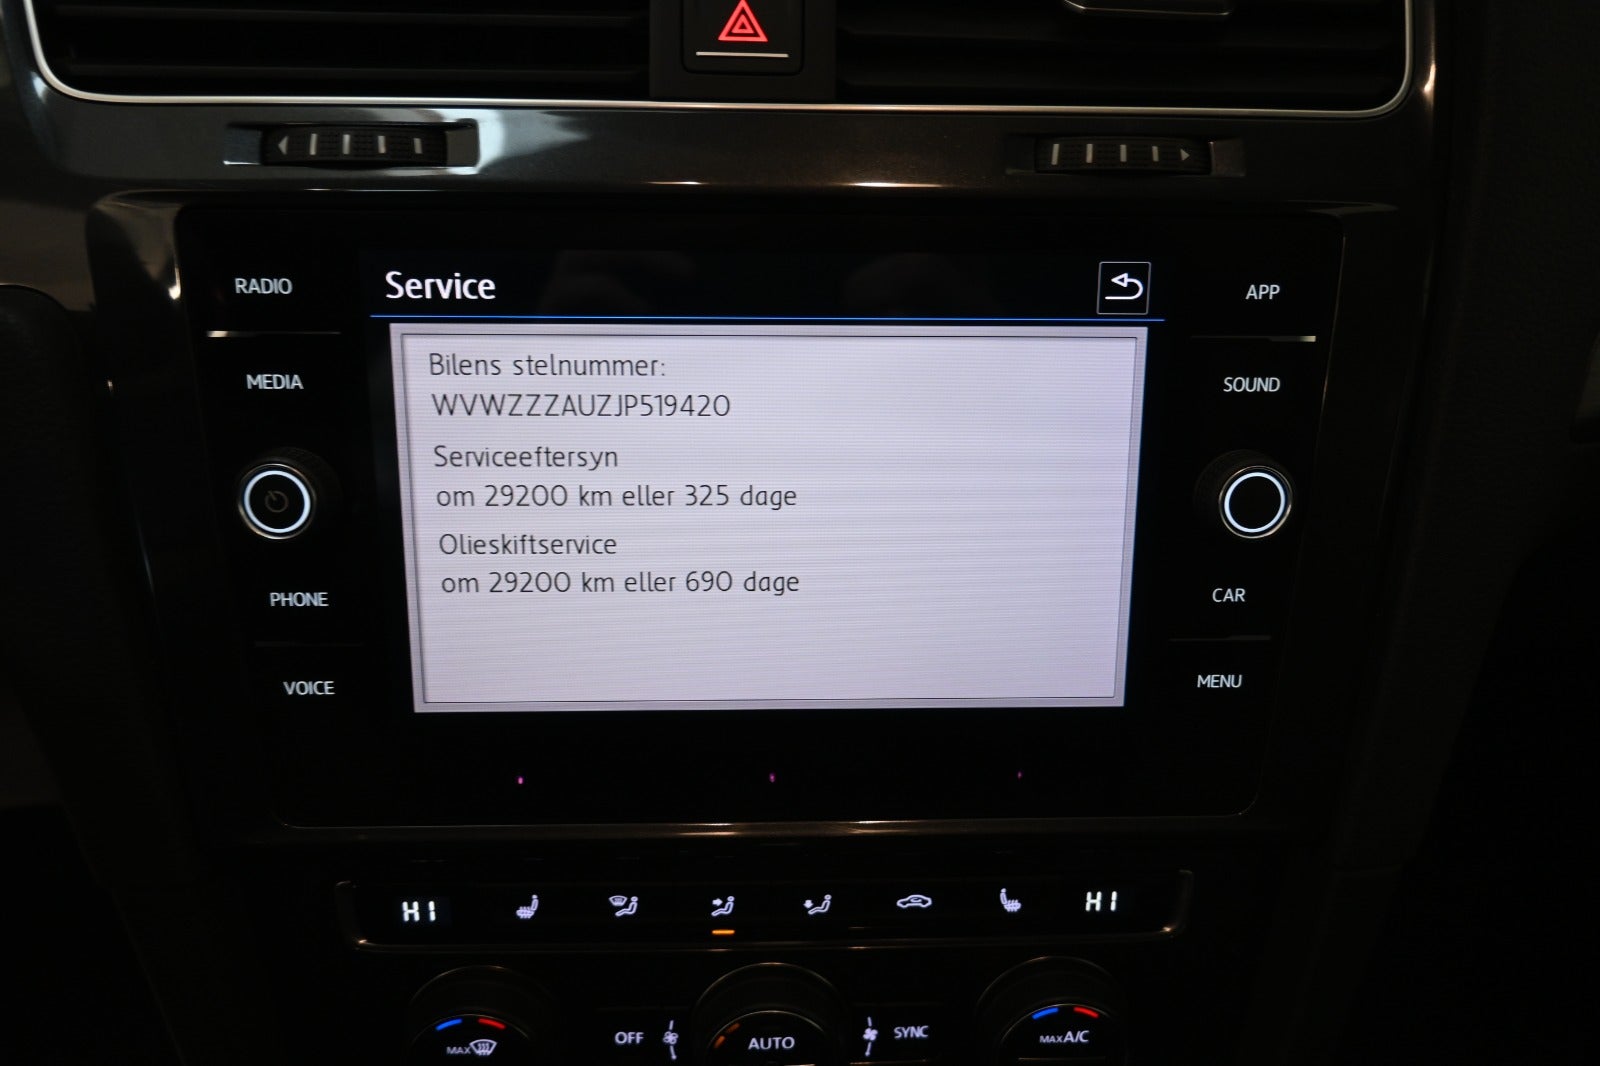 RADIO
Service
APP
MEDIA
Bilens stelnummer:
SOUND
WVWZZZAUZJP519420
Serviceeftersyn
om 29200 km eller 325 dage
Olieskiftservice
om 29200 km eller 690 dage
PHONE
CAR
VOICE
MENU
HI
HI
OFF
AUTO
SYNC
MAX
MAX A/C